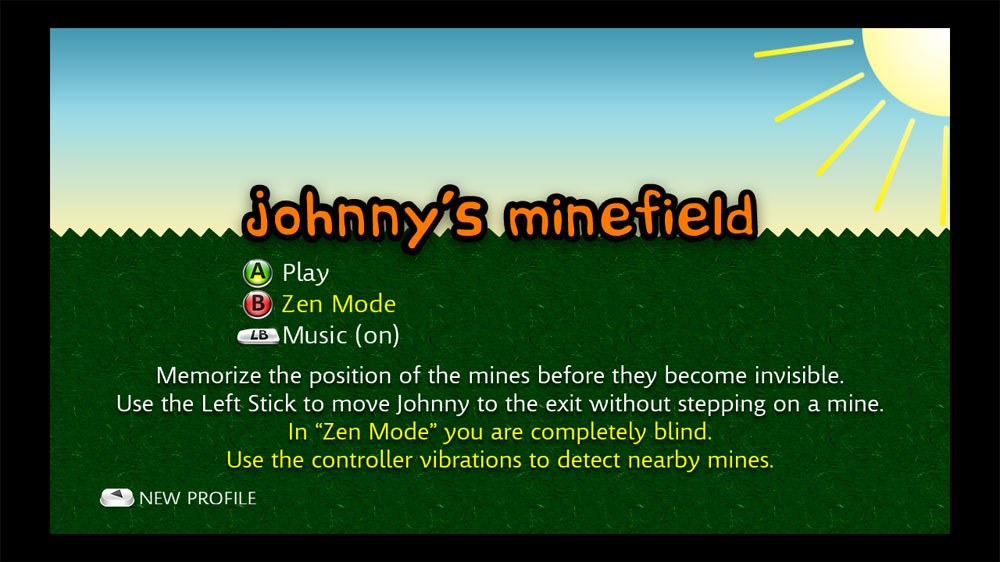 johnny's minefield
A Play
B Zen Mode
LB Music (on)
Memorize the position of the mines before they become invisible.
Use the Left Stick to move Johnny to the exit without stepping on a mine.
In “Zen Mode” you are completely blind.
Use the controller vibrations to detect nearby mines.
NEW PROFILE